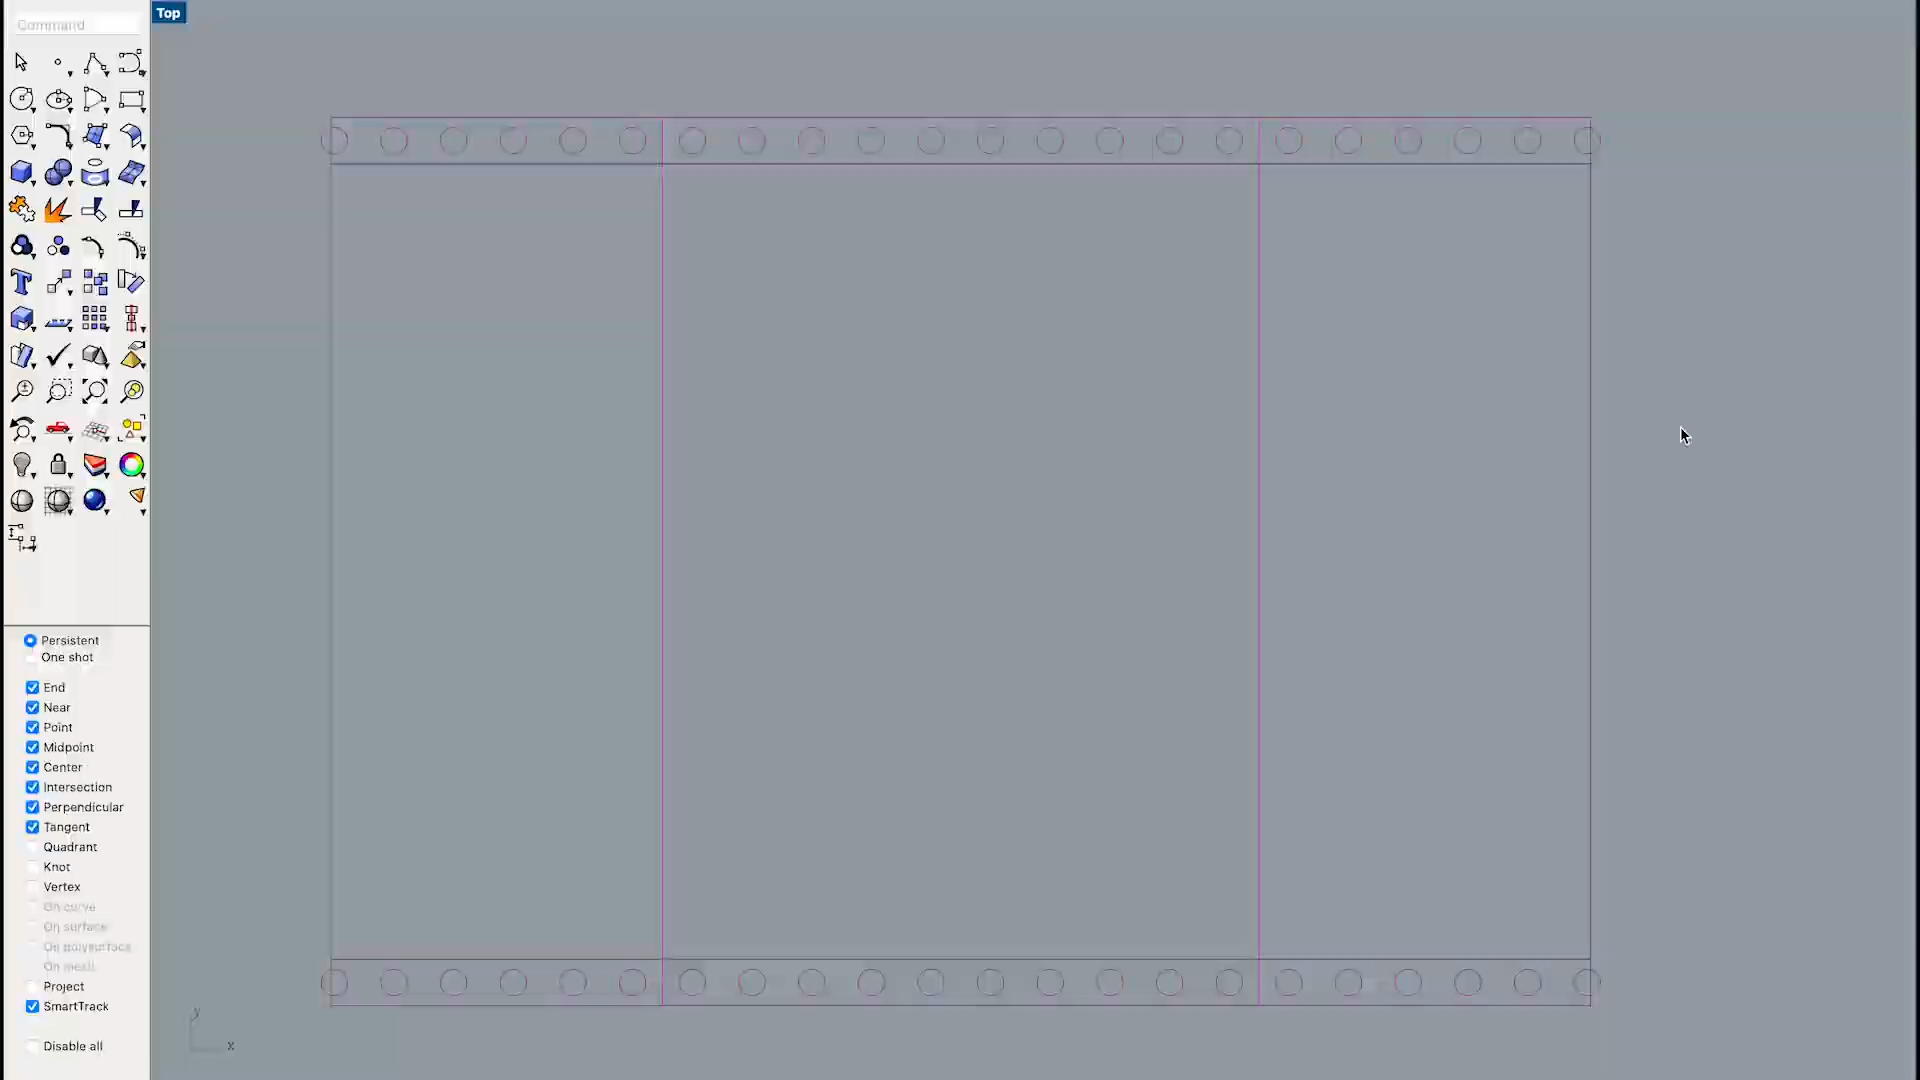 Command
Top
Persistent
One shot
End
Near
Point
Midpoint
Center
Intersection
Perpendicular
Tangent
Quadrant
Knot
Vertex
On curve
On surface
On polysurface
On mesh
Project
SmartTrack
Disable all
y
x